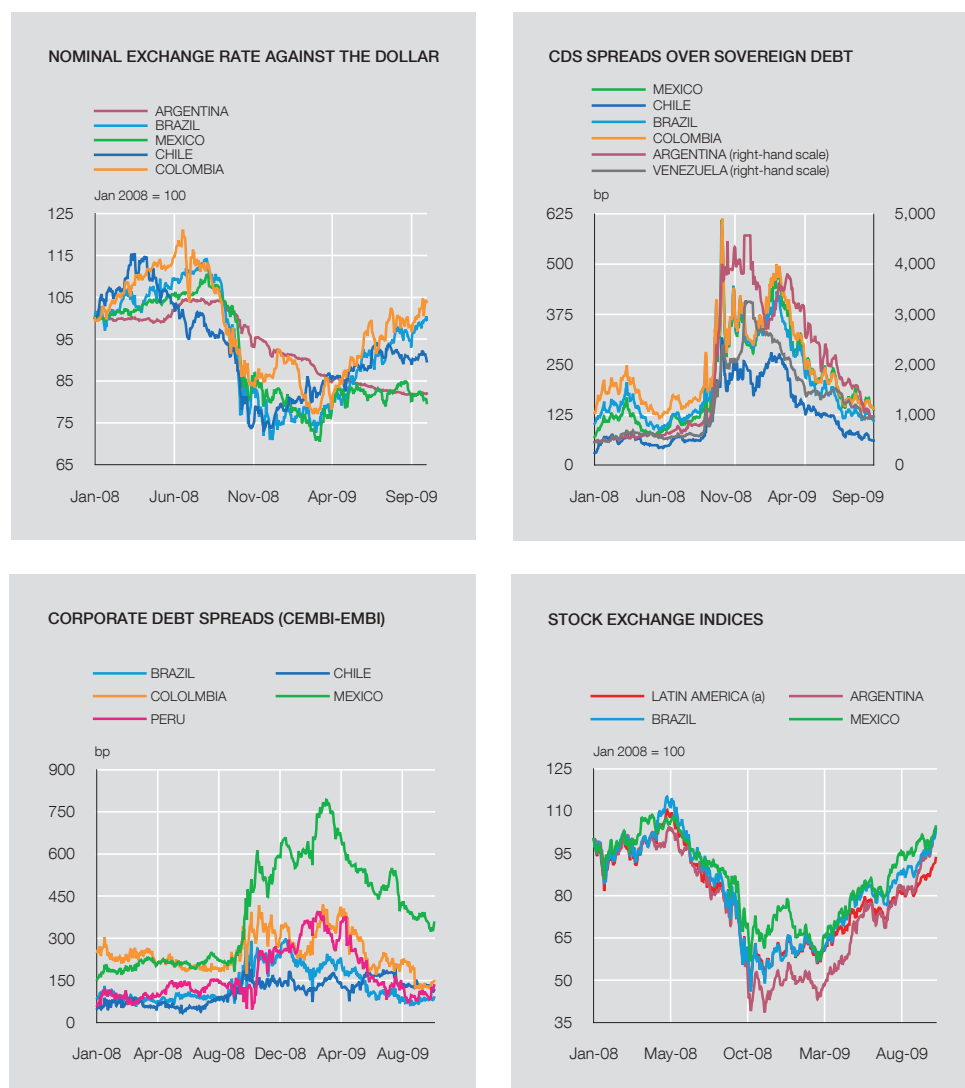 NOMINAL EXCHANGE RATE AGAINST THE DOLLAR
ARGENTINA
BRAZIL
MEXICO
CHILE
COLOMBIA
Jan 2008 = 100
125
115
105
95
85
75
65
Jan-08 Jun-08 Nov-08 Apr-09 Sep-09
CDS SPREADS OVER SOVEREIGN DEBT
MEXICO
CHILE
BRAZIL
COLOMBIA
ARGENTINA (right-hand scale)
VENEZUELA (right-hand scale)
bp
625 5,000
500 4,000
375 3,000
250 2,000
125 1,000
0 0
Jan-08 Jun-08 Nov-08 Apr-09 Sep-09
CORPORATE DEBT SPREADS (CEMBI-EMBI)
BRAZIL CHILE
COLOLMBIA MEXICO
PERU
bp
900
750
600
450
300
150
0
Jan-08 Apr-08 Aug-08 Dec-08 Apr-09 Aug-09
STOCK EXCHANGE INDICES
LATIN AMERICA (a) ARGENTINA
BRAZIL MEXICO
Jan 2008 = 100
125
110
95
80
65
50
35
Jan-08 May-08 Oct-08 Mar-09 Aug-09